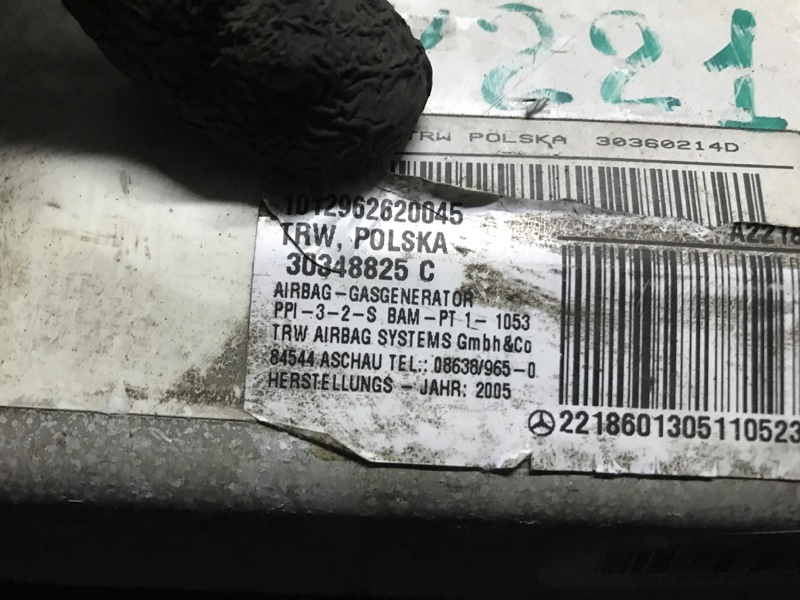 221
TRW POLSKA 30360214D
1012962620045
TRW, POLSKA
30348825 C
AIRBAG-GASGENERATOR
PPI-3-2-S BAM-PT 1-1053
TRW AIRBAG SYSTEMS Gmbh&Co
84544 ASCHAU TEL.: 08638/965-0
HERSTELLUNGS - JAHR: 2005
A2218
2218601305110523